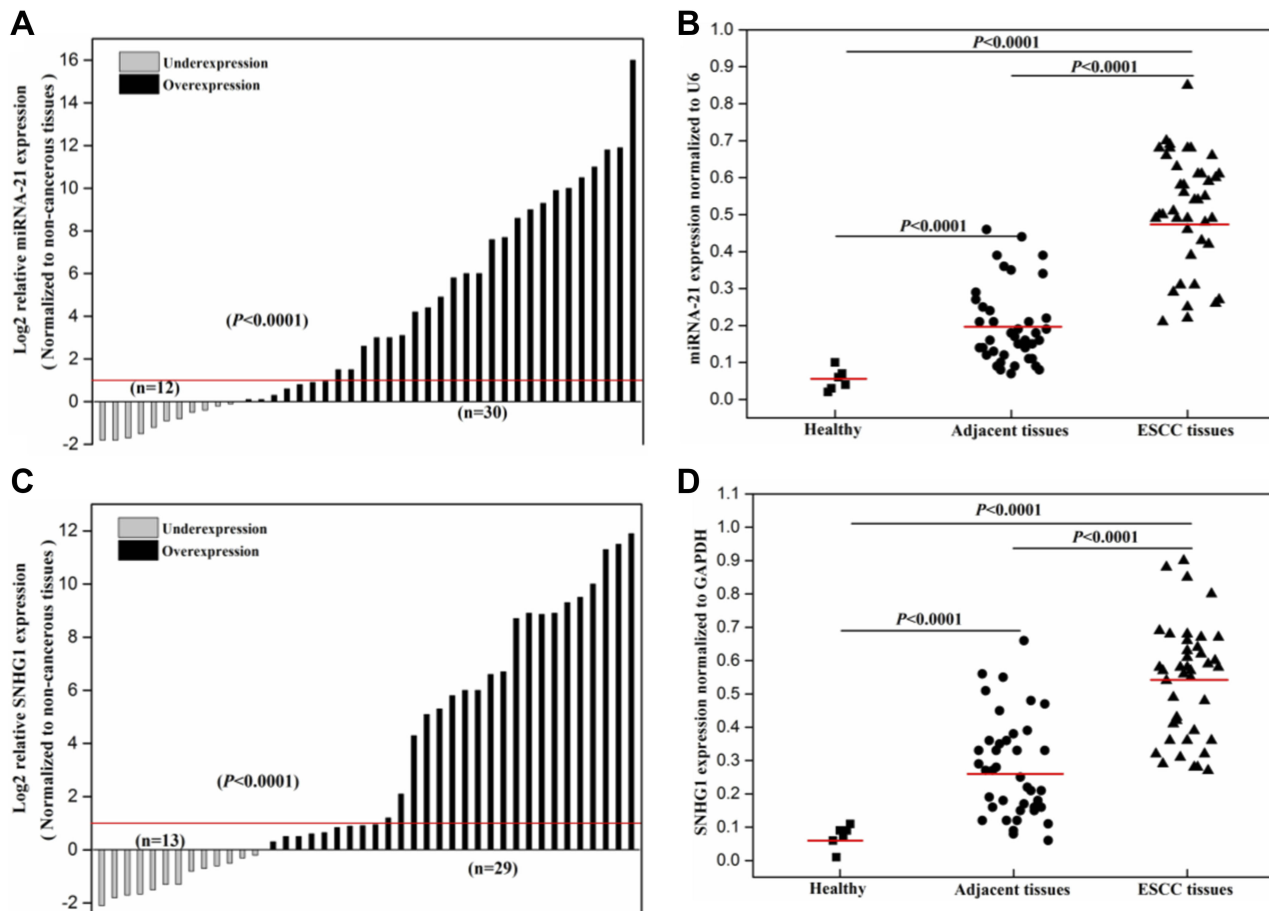 A
Log2 relative miRNA-21 expression
( Normalized to non-cancerous tissues )
16
14
12
10
8
6
4
2
0
-2
Underexpression
Overexpression
(P<0.0001)
(n=12)
(n=30)
B
miRNA-21 expression normalized to U6
1.0
0.9
0.8
0.7
0.6
0.5
0.4
0.3
0.2
0.1
0.0
P<0.0001
P<0.0001
P<0.0001
Healthy
Adjacent tissues
ESCC tissues
C
Log2 relative SNHG1 expression
( Normalized to non-cancerous tissues )
12
10
8
6
4
2
0
-2
Underexpression
Overexpression
(P<0.0001)
(n=13)
(n=29)
D
SNHG1 expression normalized to GAPDH
1.1
1.0
0.9
0.8
0.7
0.6
0.5
0.4
0.3
0.2
0.1
0.0
P<0.0001
P<0.0001
P<0.0001
Healthy
Adjacent tissues
ESCC tissues